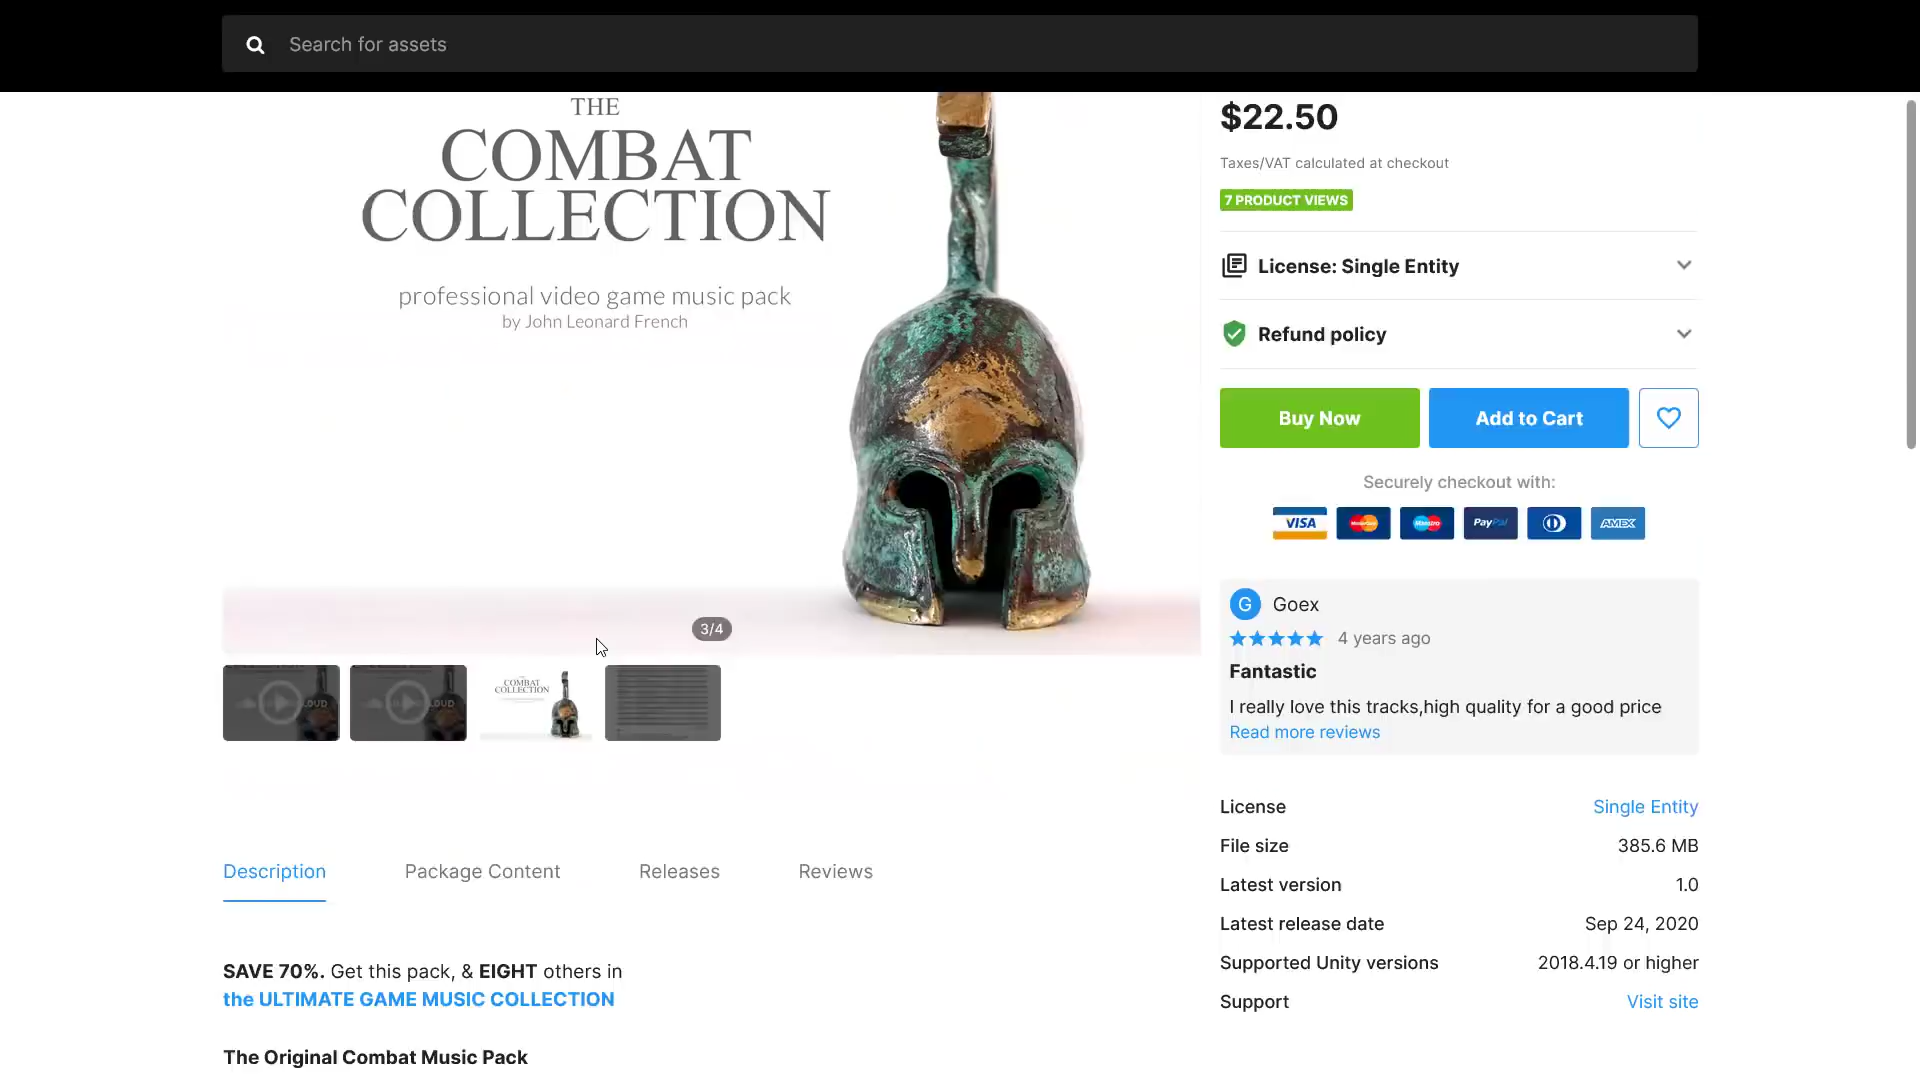 Search for assets
THE
COMBAT
COLLECTION
professional video game music pack
by John Leonard French
3/4
COMBAT
COLLECTION
Description
Package Content
Releases
Reviews
SAVE 70%. Get this pack, & EIGHT others in
the ULTIMATE GAME MUSIC COLLECTION
The Original Combat Music Pack
$22.50
Taxes/VAT calculated at checkout
7 PRODUCT VIEWS
License: Single Entity
Refund policy
Buy Now
Add to Cart
Securely checkout with:
VISA
MasterCard
Maestro
PayPal
AMEX
G Goex
4 years ago
Fantastic
I really love this tracks,high quality for a good price
Read more reviews
License Single Entity
File size 385.6 MB
Latest version 1.0
Latest release date Sep 24, 2020
Supported Unity versions 2018.4.19 or higher
Support Visit site